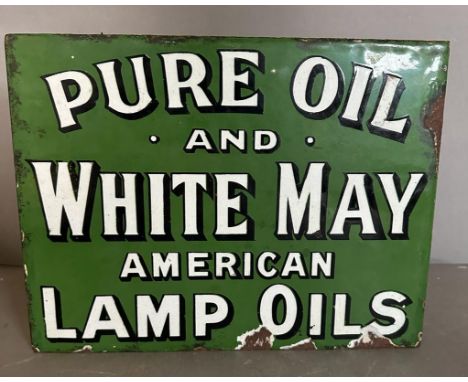 PURE OIL
· AND ·
WHITE MAY
AMERICAN
LAMP OILS